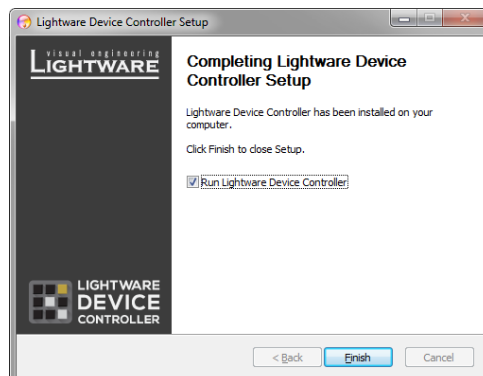 Lightware Device Controller Setup
visual engineering
LIGHTWARE
Completing Lightware Device
Controller Setup
Lightware Device Controller has been installed on your
computer.
Click Finish to close Setup.
Run Lightware Device Controller
LIGHTWARE
DEVICE
CONTROLLER
< Back
Finish
Cancel